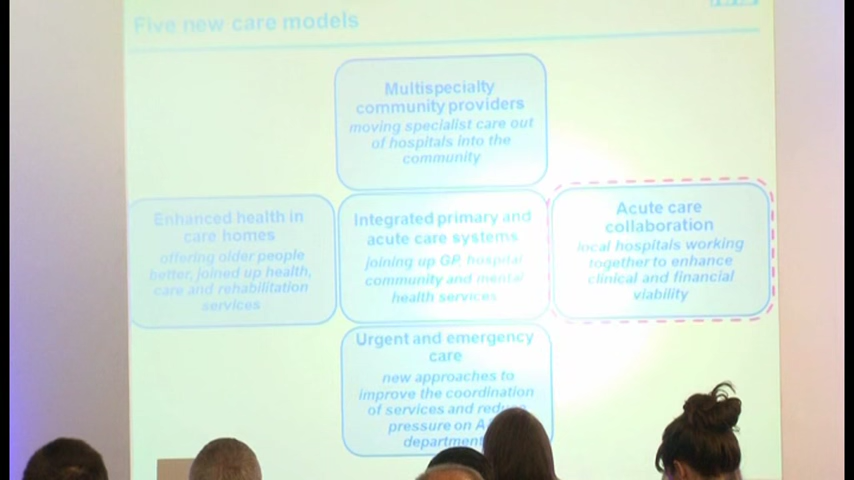 Five new care models
Multispecialty
community providers
moving specialist care out
of hospitals into the
community
Enhanced health in
care homes
offering older people
better, joined up health,
care and rehabilitation
services
Integrated primary and
acute care systems
joining up GP, hospital
community and mental
health services
Acute care
collaboration
local hospitals working
together to enhance
clinical and financial
viability
Urgent and emergency
care
new approaches to
improve the coordination
of services and reduce
pressure on A
department